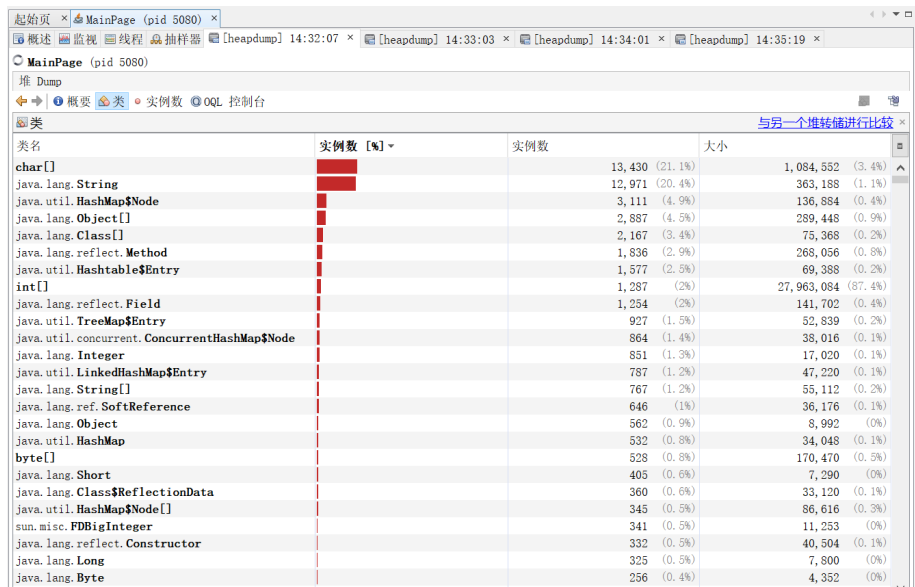 起始页 × MainPage (pid 5080) ×
概述 监视 线程 抽样器 [heapdump] 14:32:07 × [heapdump] 14:33:03 × [heapdump] 14:34:01 × [heapdump] 14:35:19 ×
MainPage (pid 5080)
堆 Dump
概要 类 实例数 OQL 控制台
类 与另一个堆转储进行比较 ×
类名 实例数 [%] 实例数 大小
char[] 13,430 (21.1%) 1,084,552 (3.4%)
java.lang.String 12,971 (20.4%) 363,188 (1.1%)
java.util.HashMap$Node 3,111 (4.9%) 136,884 (0.4%)
java.lang.Object[] 2,887 (4.5%) 289,448 (0.9%)
java.lang.Class[] 2,167 (3.4%) 75,368 (0.2%)
java.lang.reflect.Method 1,836 (2.9%) 268,056 (0.8%)
java.util.Hashtable$Entry 1,577 (2.5%) 69,388 (0.2%)
int[] 1,287 (2%) 27,963,084 (87.4%)
java.lang.reflect.Field 1,254 (2%) 141,702 (0.4%)
java.util.TreeMap$Entry 927 (1.5%) 52,839 (0.2%)
java.util.concurrent.ConcurrentHashMap$Node 864 (1.4%) 38,016 (0.1%)
java.lang.Integer 851 (1.3%) 17,020 (0.1%)
java.util.LinkedHashMap$Entry 787 (1.2%) 47,220 (0.1%)
java.lang.String[] 767 (1.2%) 55,112 (0.2%)
java.lang.ref.SoftReference 646 (1%) 36,176 (0.1%)
java.lang.Object 562 (0.9%) 8,992 (0%)
java.util.HashMap 532 (0.8%) 34,048 (0.1%)
byte[] 528 (0.8%) 170,470 (0.5%)
java.lang.Short 405 (0.6%) 7,290 (0%)
java.lang.Class$ReflectionData 360 (0.6%) 33,120 (0.1%)
java.util.HashMap$Node[] 345 (0.5%) 86,616 (0.3%)
sun.misc.FDBigInteger 341 (0.5%) 11,253 (0%)
java.lang.reflect.Constructor 332 (0.5%) 40,504 (0.1%)
java.lang.Long 325 (0.5%) 7,800 (0%)
java.lang.Byte 256 (0.4%) 4,352 (0%)